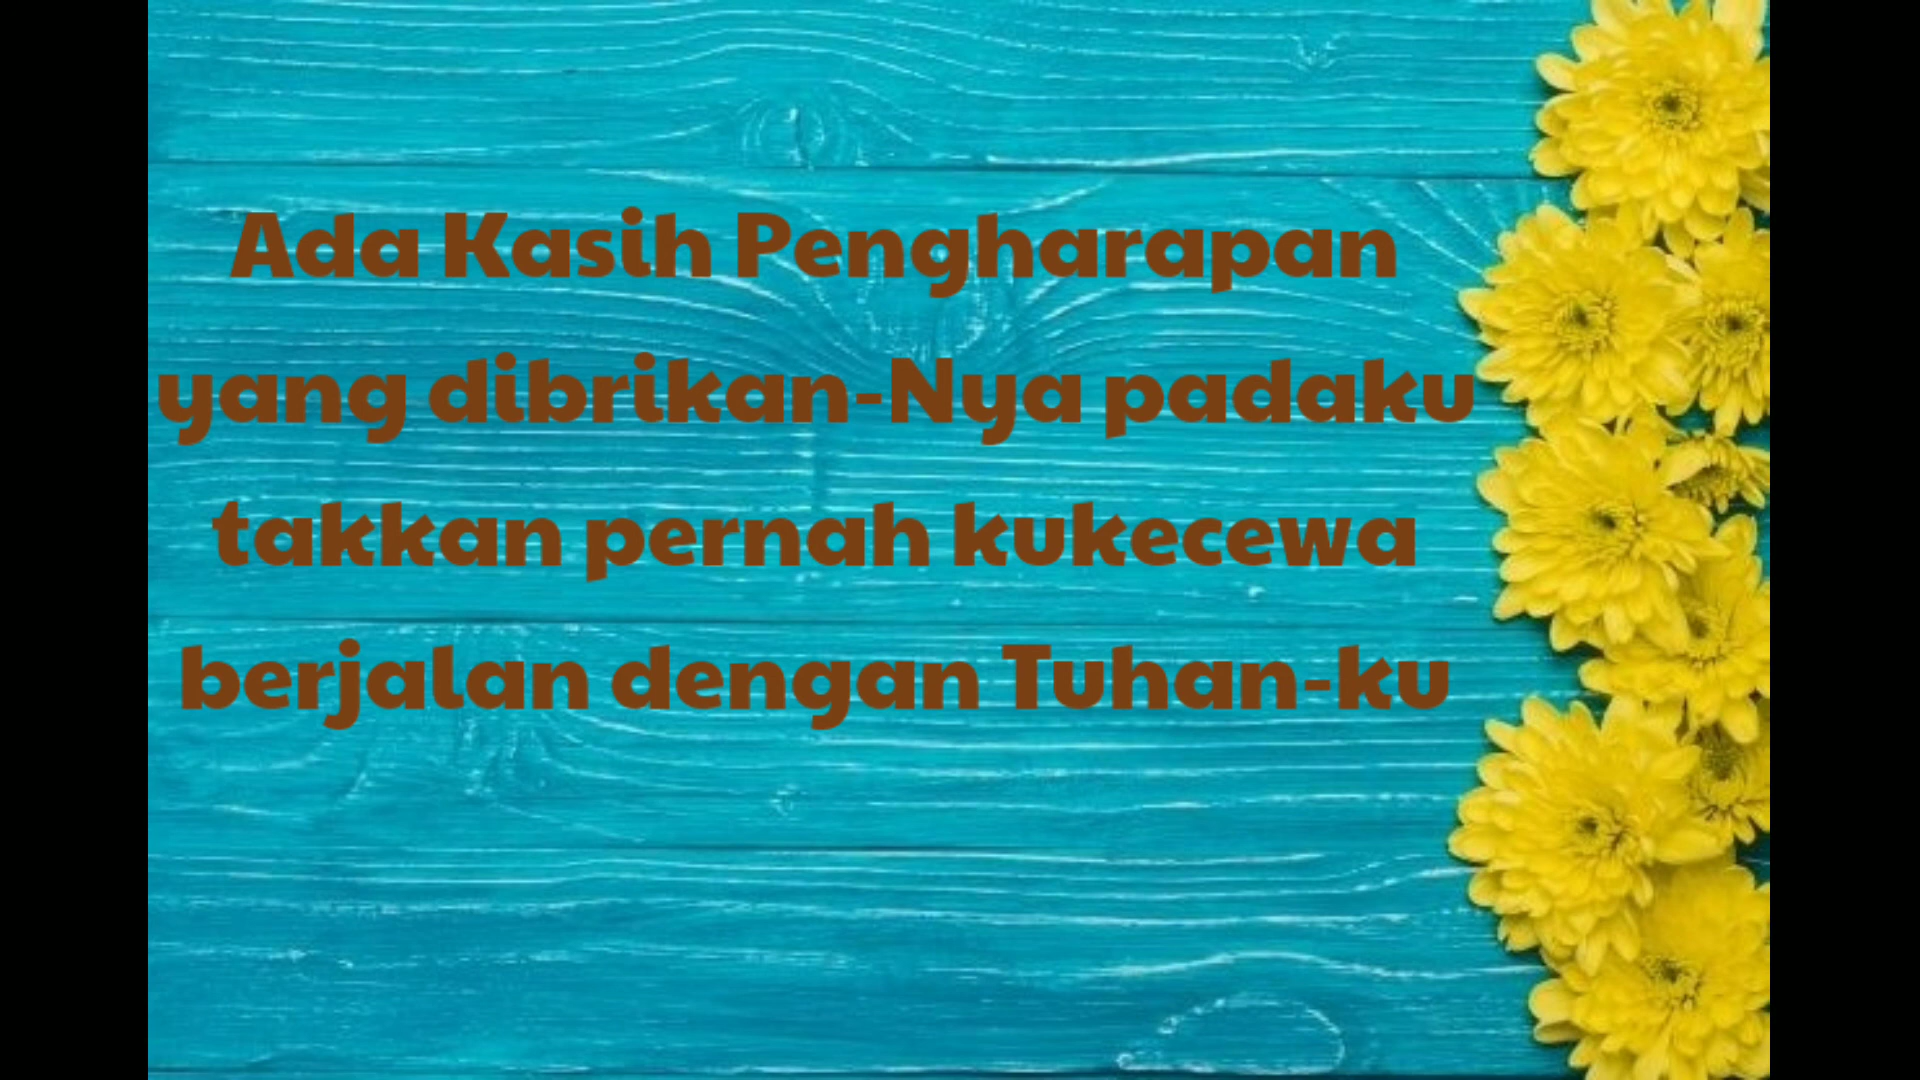 Ada Kasih Pengharapan
yang dibrikan-Nya padaku
takkan pernah kukecewa
berjalan dengan Tuhan-ku